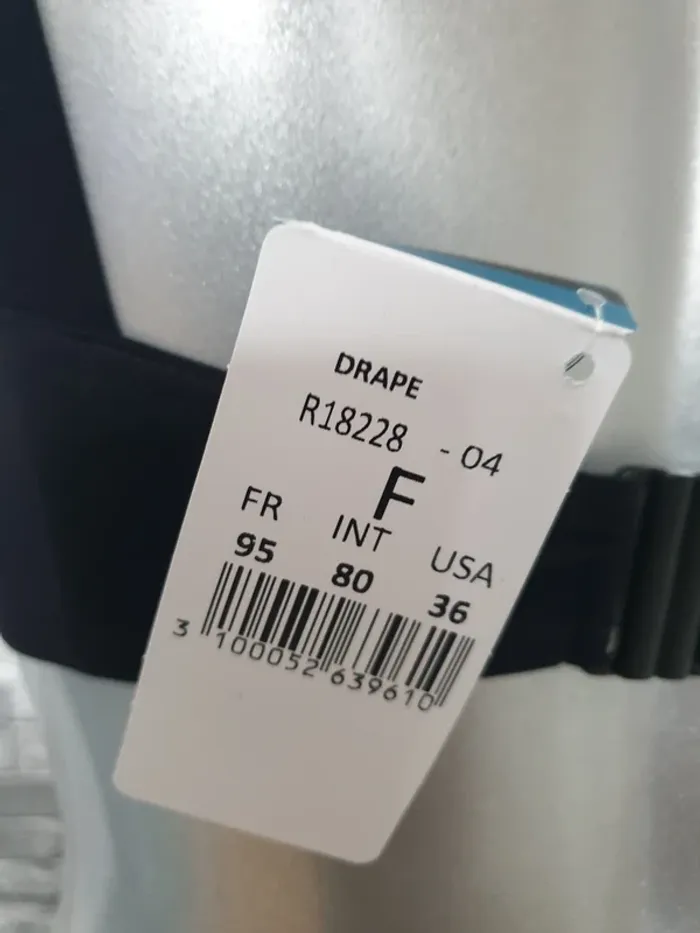 DRAPE
R18228 - 04
F
FR INT USA
95 80 36
3 100052 639610